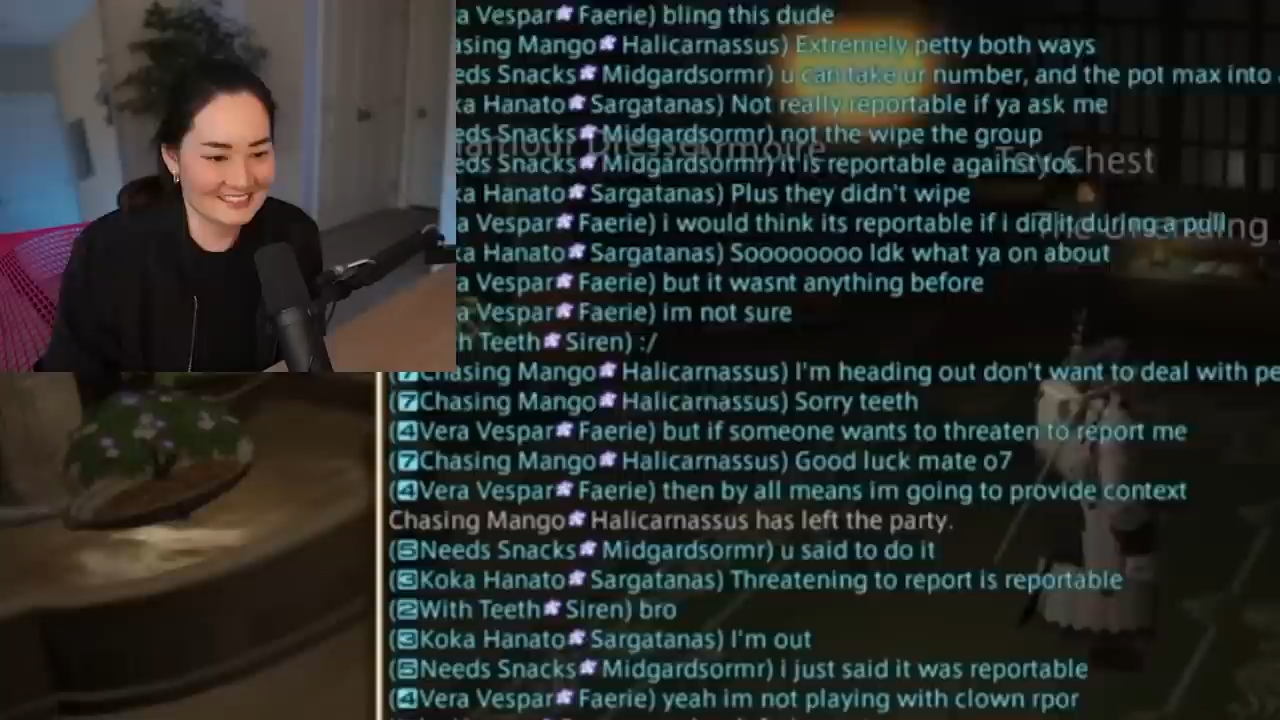 a Vespar Faerie) bling this dude
asing Mango Halicarnassus) Extremely petty both ways
eds Snacks Midgardsormr) u can take ur number, and the pot max into
ka Hanato Sargatanas) Not really reportable if ya ask me
eds Snacks Midgardsormr) not the wipe the group
Armoire
eds Snacks Midgardsormr) it is reportable against tos
Toy Chest
ka Hanato Sargatanas) Plus they didn't wipe
a Vespar Faerie) i would think its reportable if i did it during a pull
The Unending
ka Hanato Sargatanas) Soooooooo Idk what ya on about
a Vespar Faerie) but it wasnt anything before
a Vespar Faerie) im not sure
th Teeth Siren) :/
(7Chasing Mango Halicarnassus) I'm heading out don't want to deal with pe
(7Chasing Mango Halicarnassus) Sorry teeth
(4Vera Vespar Faerie) but if someone wants to threaten to report me
(7Chasing Mango Halicarnassus) Good luck mate o7
(4Vera Vespar Faerie) then by all means im going to provide context
Chasing Mango Halicarnassus has left the party.
(5Needs Snacks Midgardsormr) u said to do it
(3Koka Hanato Sargatanas) Threatening to report is reportable
(2With Teeth Siren) bro
(3Koka Hanato Sargatanas) I'm out
(5Needs Snacks Midgardsormr) i just said it was reportable
(4Vera Vespar Faerie) yeah im not playing with clown rpor